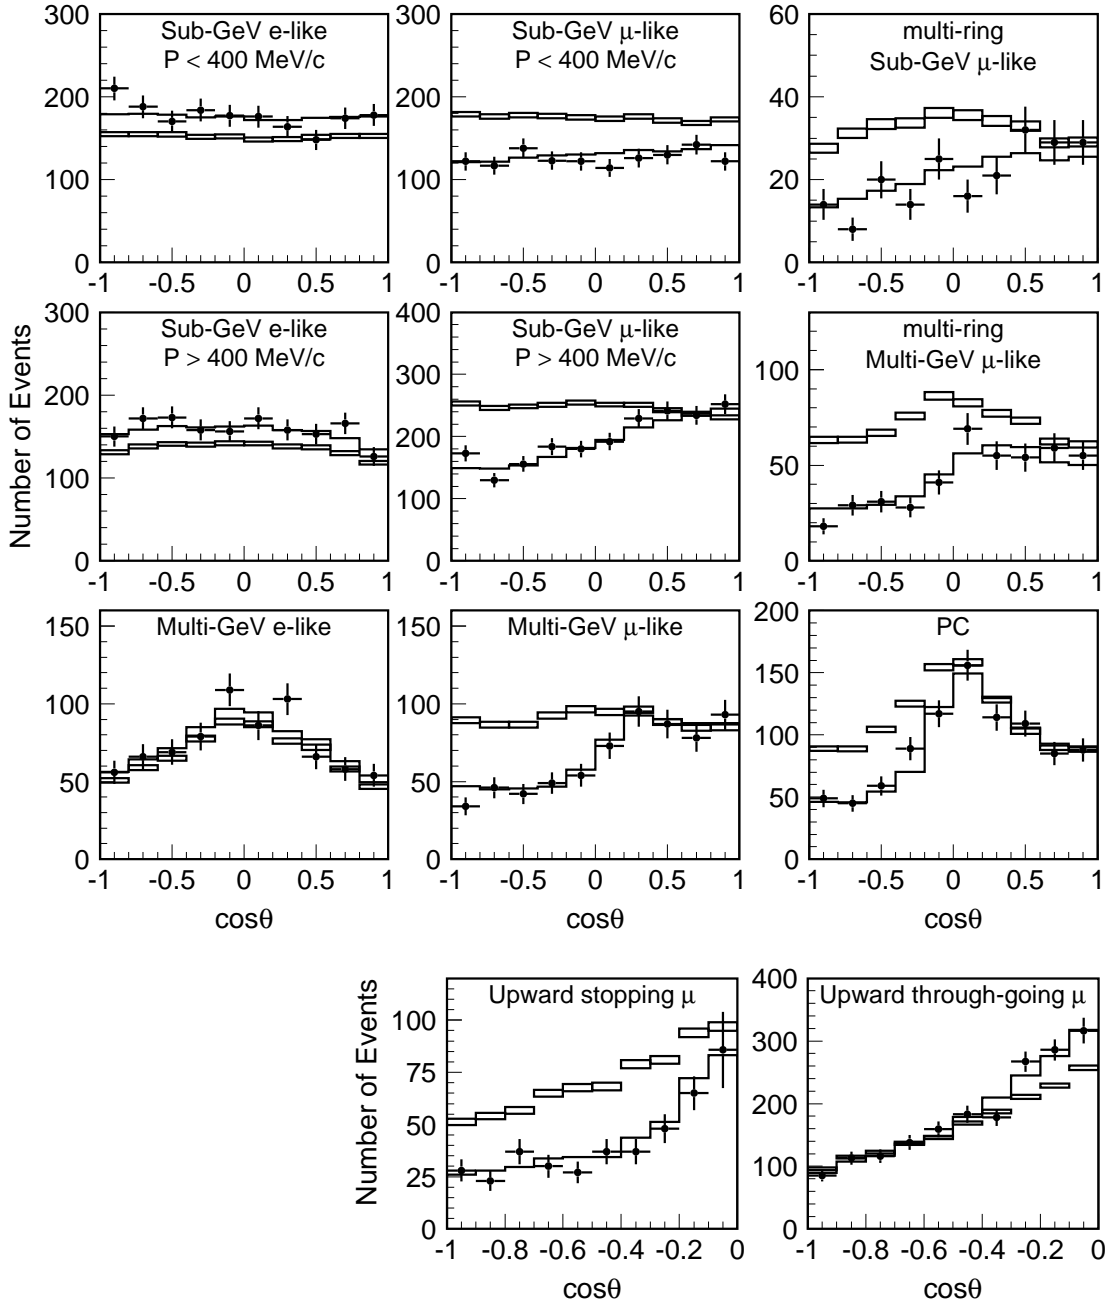 Sub-GeV e-like
P < 400 MeV/c
300
200
100
0
-1 -0.5 0 0.5 1
Sub-GeV μ-like
P < 400 MeV/c
300
200
100
0
-1 -0.5 0 0.5 1
multi-ring
Sub-GeV μ-like
60
40
20
0
-1 -0.5 0 0.5 1
Number of Events
Sub-GeV e-like
P > 400 MeV/c
300
200
100
0
-1 -0.5 0 0.5 1
Sub-GeV μ-like
P > 400 MeV/c
400
300
200
100
0
-1 -0.5 0 0.5 1
multi-ring
Multi-GeV μ-like
100
50
0
-1 -0.5 0 0.5 1
Multi-GeV e-like
150
100
50
0
-1 -0.5 0 0.5 1
cosθ
Multi-GeV μ-like
150
100
50
0
-1 -0.5 0 0.5 1
cosθ
PC
200
150
100
50
0
-1 -0.5 0 0.5 1
cosθ
Number of Events
Upward stopping μ
100
75
50
25
0
-1 -0.8 -0.6 -0.4 -0.2 0
cosθ
Upward through-going μ
400
300
200
100
0
-1 -0.8 -0.6 -0.4 -0.2 0
cosθ